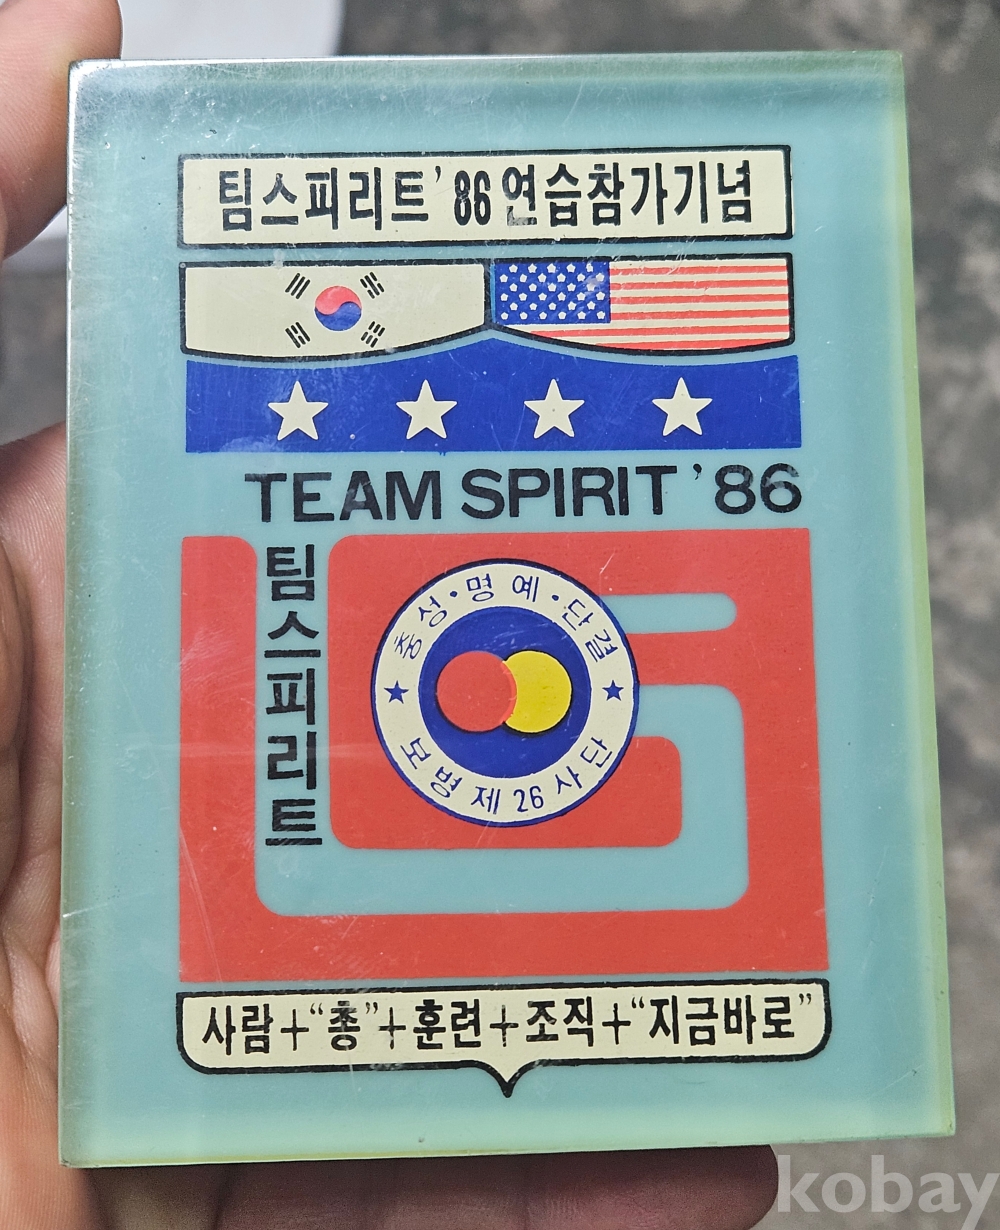 팀스피리트'86연습참가기념
TEAM SPIRIT '86
팀스피리트
충성·명예·단결
보병제26사단
사람+"총"+훈련+조직+"지금바로"
kobay